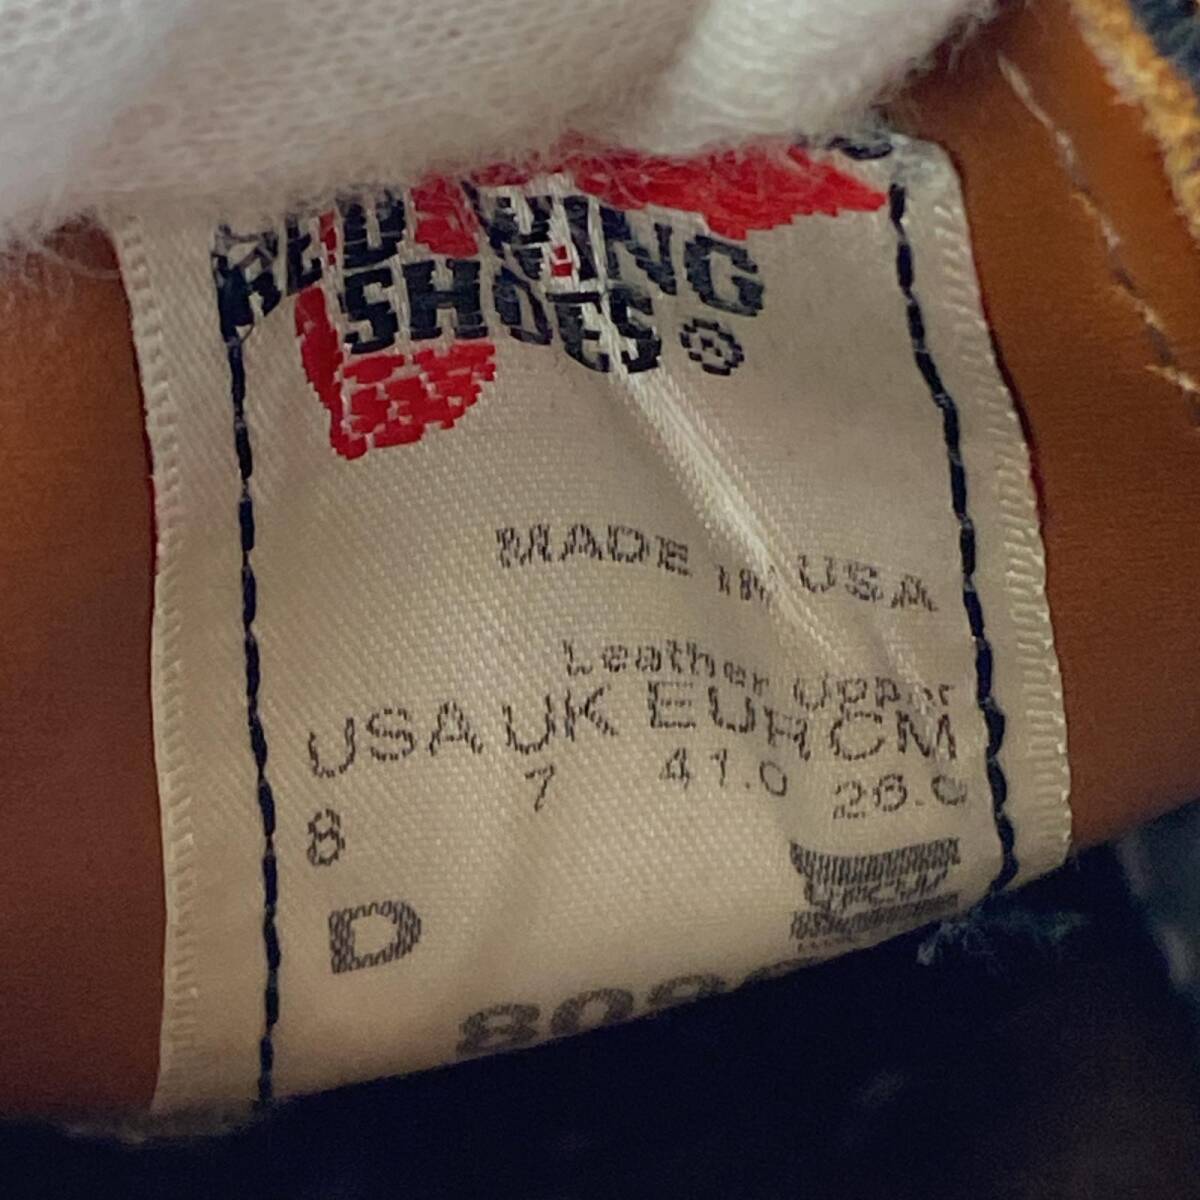 RED WING
SHOES®
MADE IN USA
Leather Upper
USA UK EUR CM
8 7 41.0 26.0
D